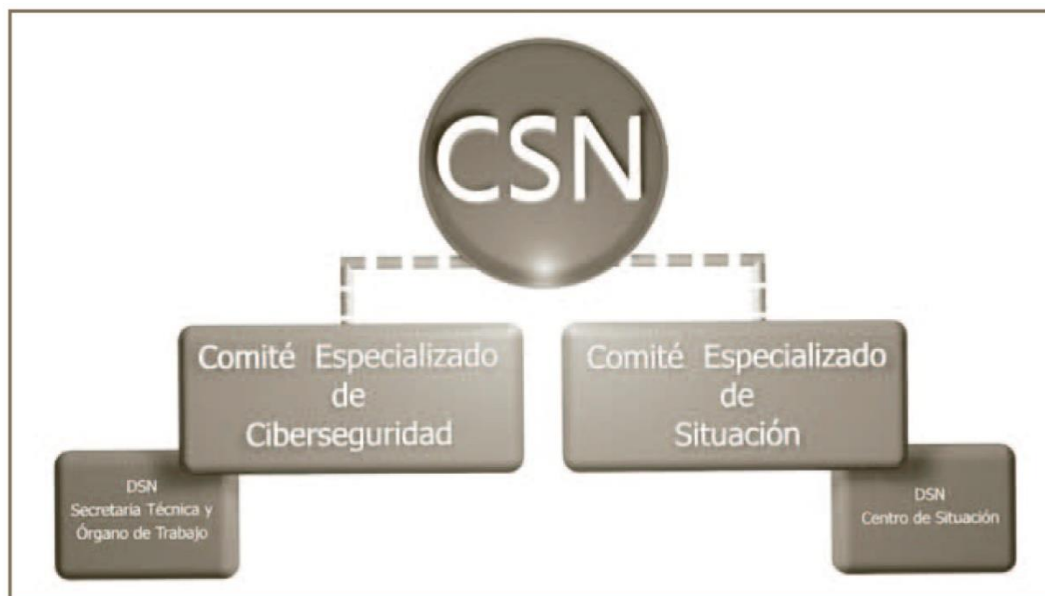 CSN
Comité Especializado
de
Ciberseguridad
Comité Especializado
de
Situación
DSN
Secretaría Técnica y
Órgano de Trabajo
DSN
Centro de Situación